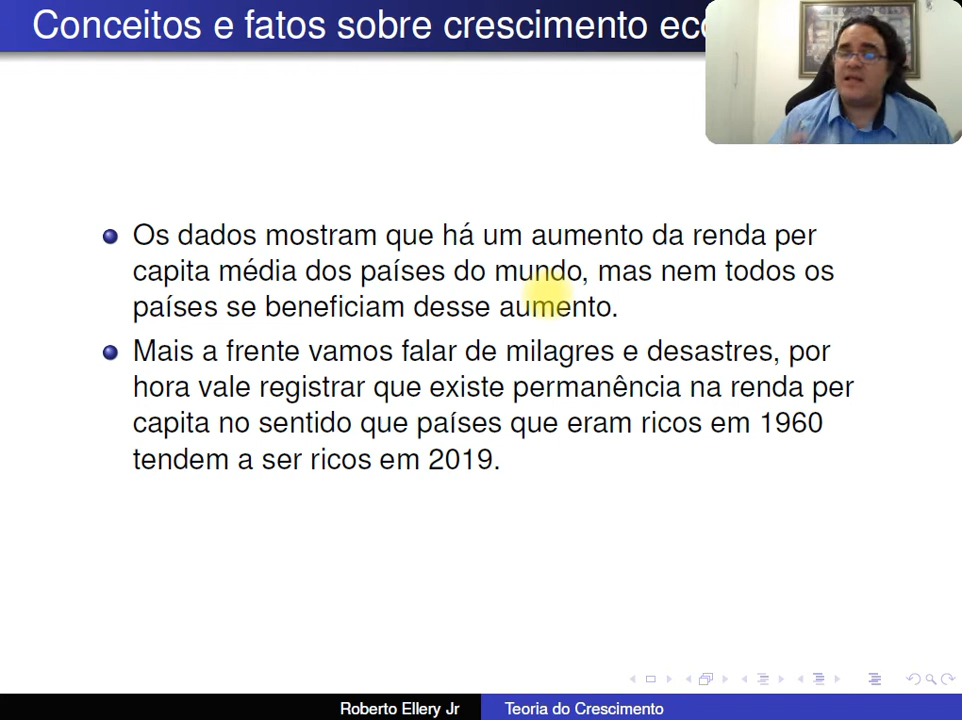 Conceitos e fatos sobre crescimento
Os dados mostram que há um aumento da renda per
capita média dos países do mundo, mas nem todos os
países se beneficiam desse aumento.
Mais a frente vamos falar de milagres e desastres, por
hora vale registrar que existe permanência na renda per
capita no sentido que países que eram ricos em 1960
tendem a ser ricos em 2019.
Roberto Ellery Jr
Teoria do Crescimento